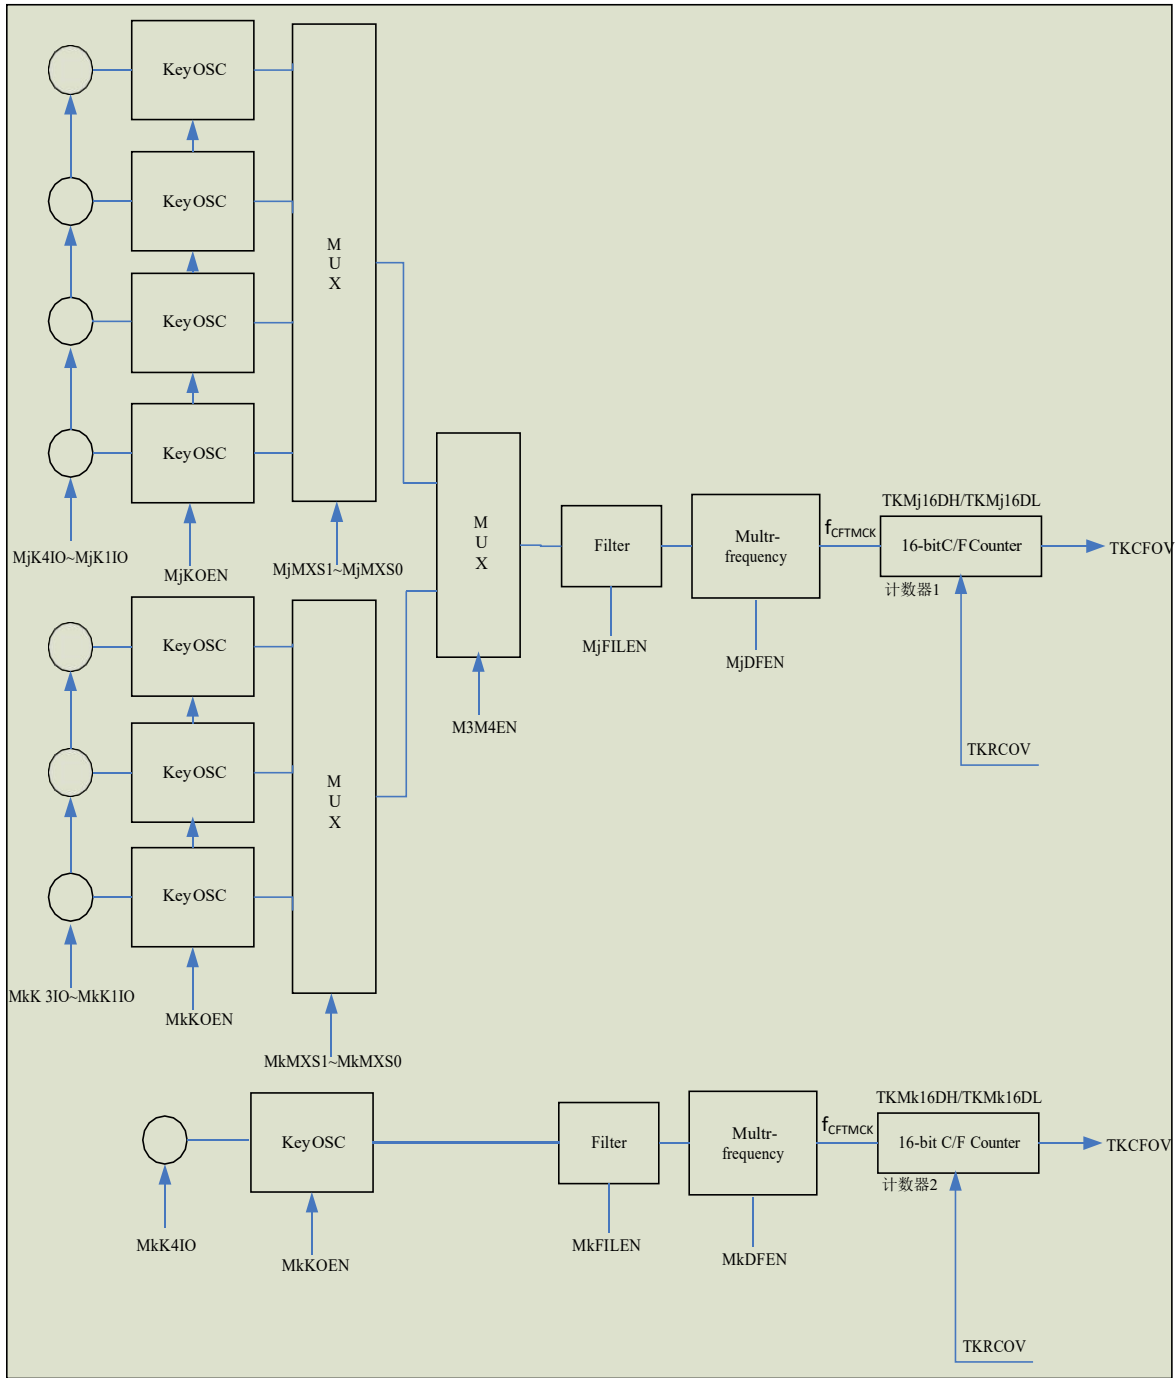 KeyOSC
KeyOSC
KeyOSC
KeyOSC
M
U
X
MjK4IO~MjK1IO
MjKOEN
MjMXS1~MjMXS0
KeyOSC
KeyOSC
KeyOSC
M
U
X
MkK 3IO~MkK1IO
MkKOEN
MkMXS1~MkMXS0
M
U
X
M3M4EN
Filter
MjFILEN
Multr-
frequency
MjDFEN
fCFTMCK
TKMj16DH/TKMj16DL
16-bitC/F Counter
计数器1
TKCFOV
TKRCOV
MkK4IO
KeyOSC
MkKOEN
Filter
MkFILEN
Multr-
frequency
MkDFEN
fCFTMCK
TKMk16DH/TKMk16DL
16-bit C/F Counter
计数器2
TKCFOV
TKRCOV